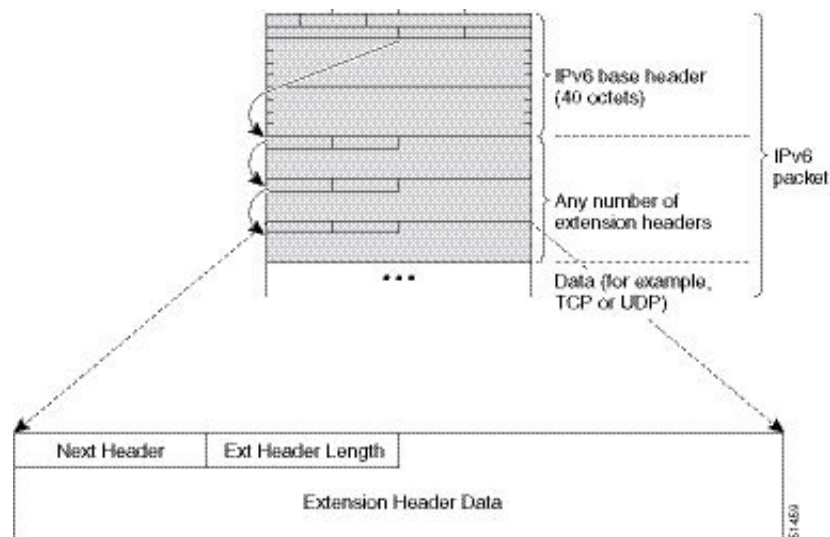 IPv6 base header
(40 octets)
IPv6
packet
Any number of
extension headers
Data (for example,
TCP or UDP)
Next Header
Ext Header Length
Extension Header Data
51459